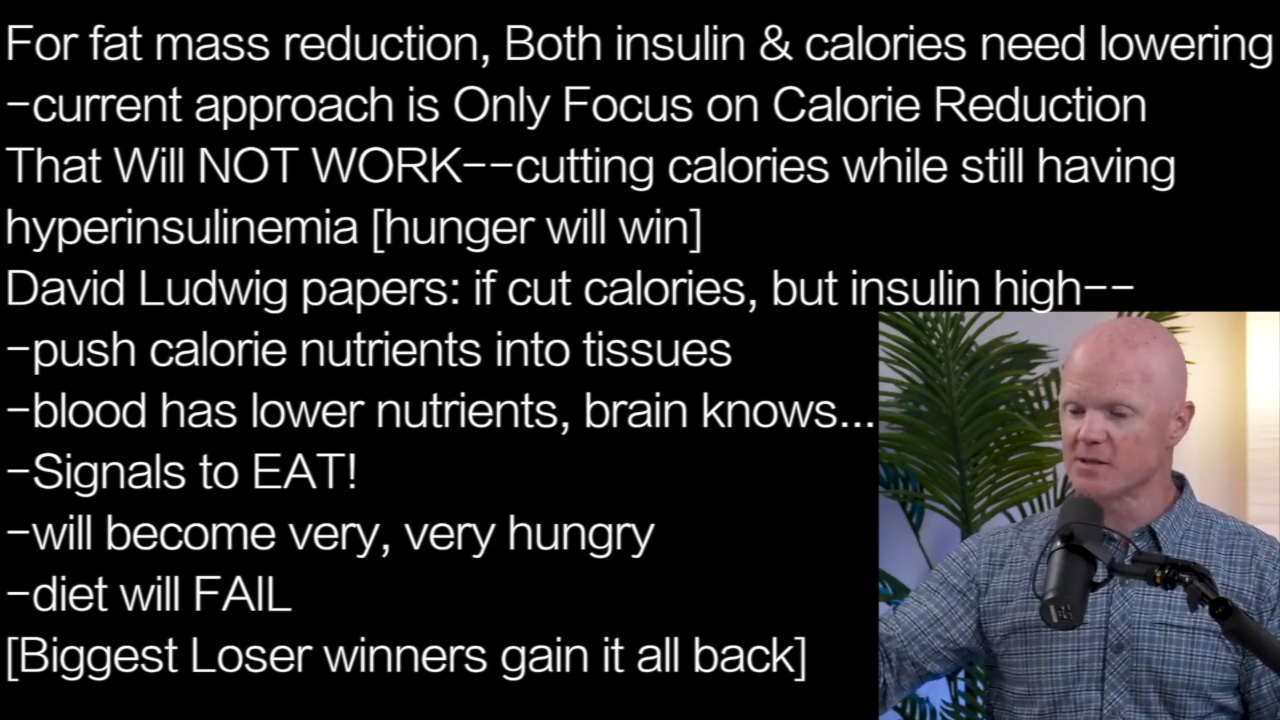 For fat mass reduction, Both insulin & calories need lowering
-current approach is Only Focus on Calorie Reduction
That Will NOT WORK--cutting calories while still having
hyperinsulinemia [hunger will win]
David Ludwig papers: if cut calories, but insulin high--
-push calorie nutrients into tissues
-blood has lower nutrients, brain knows...
-Signals to EAT!
-will become very, very hungry
-diet will FAIL
[Biggest Loser winners gain it all back]